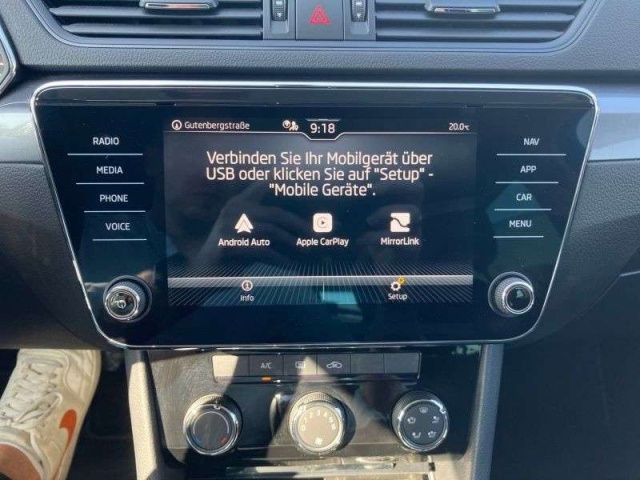 Gutenbergstraße 9:18 20.0°C
RADIO
MEDIA
PHONE
VOICE
Verbinden Sie Ihr Mobilgerät über
USB oder klicken Sie auf "Setup" -
"Mobile Geräte".
Android Auto Apple CarPlay MirrorLink
Info Setup
NAV
APP
CAR
MENU
A/C